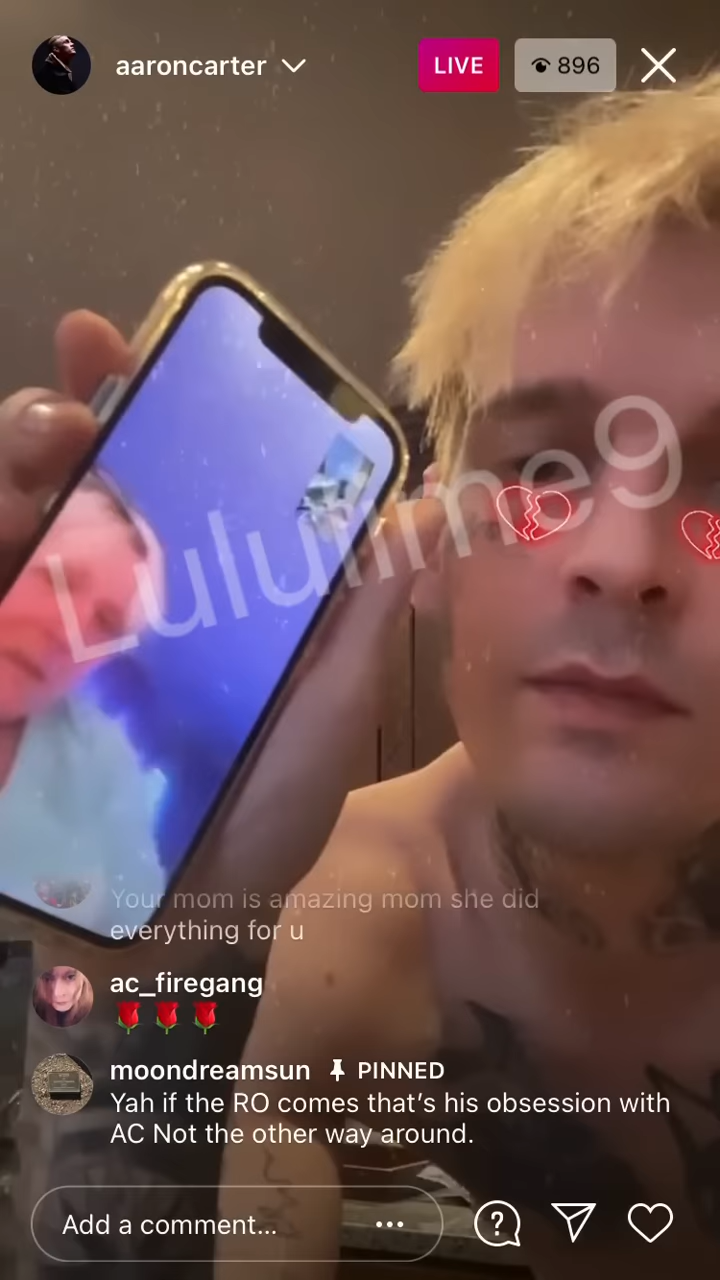 aaroncarter
LIVE
896
Lululime9
Your mom is amazing mom she did
everything for u
ac_firegang
🌹🌹🌹
moondreamsun PINNED
Yah if the RO comes that’s his obsession with
AC Not the other way around.
Add a comment...